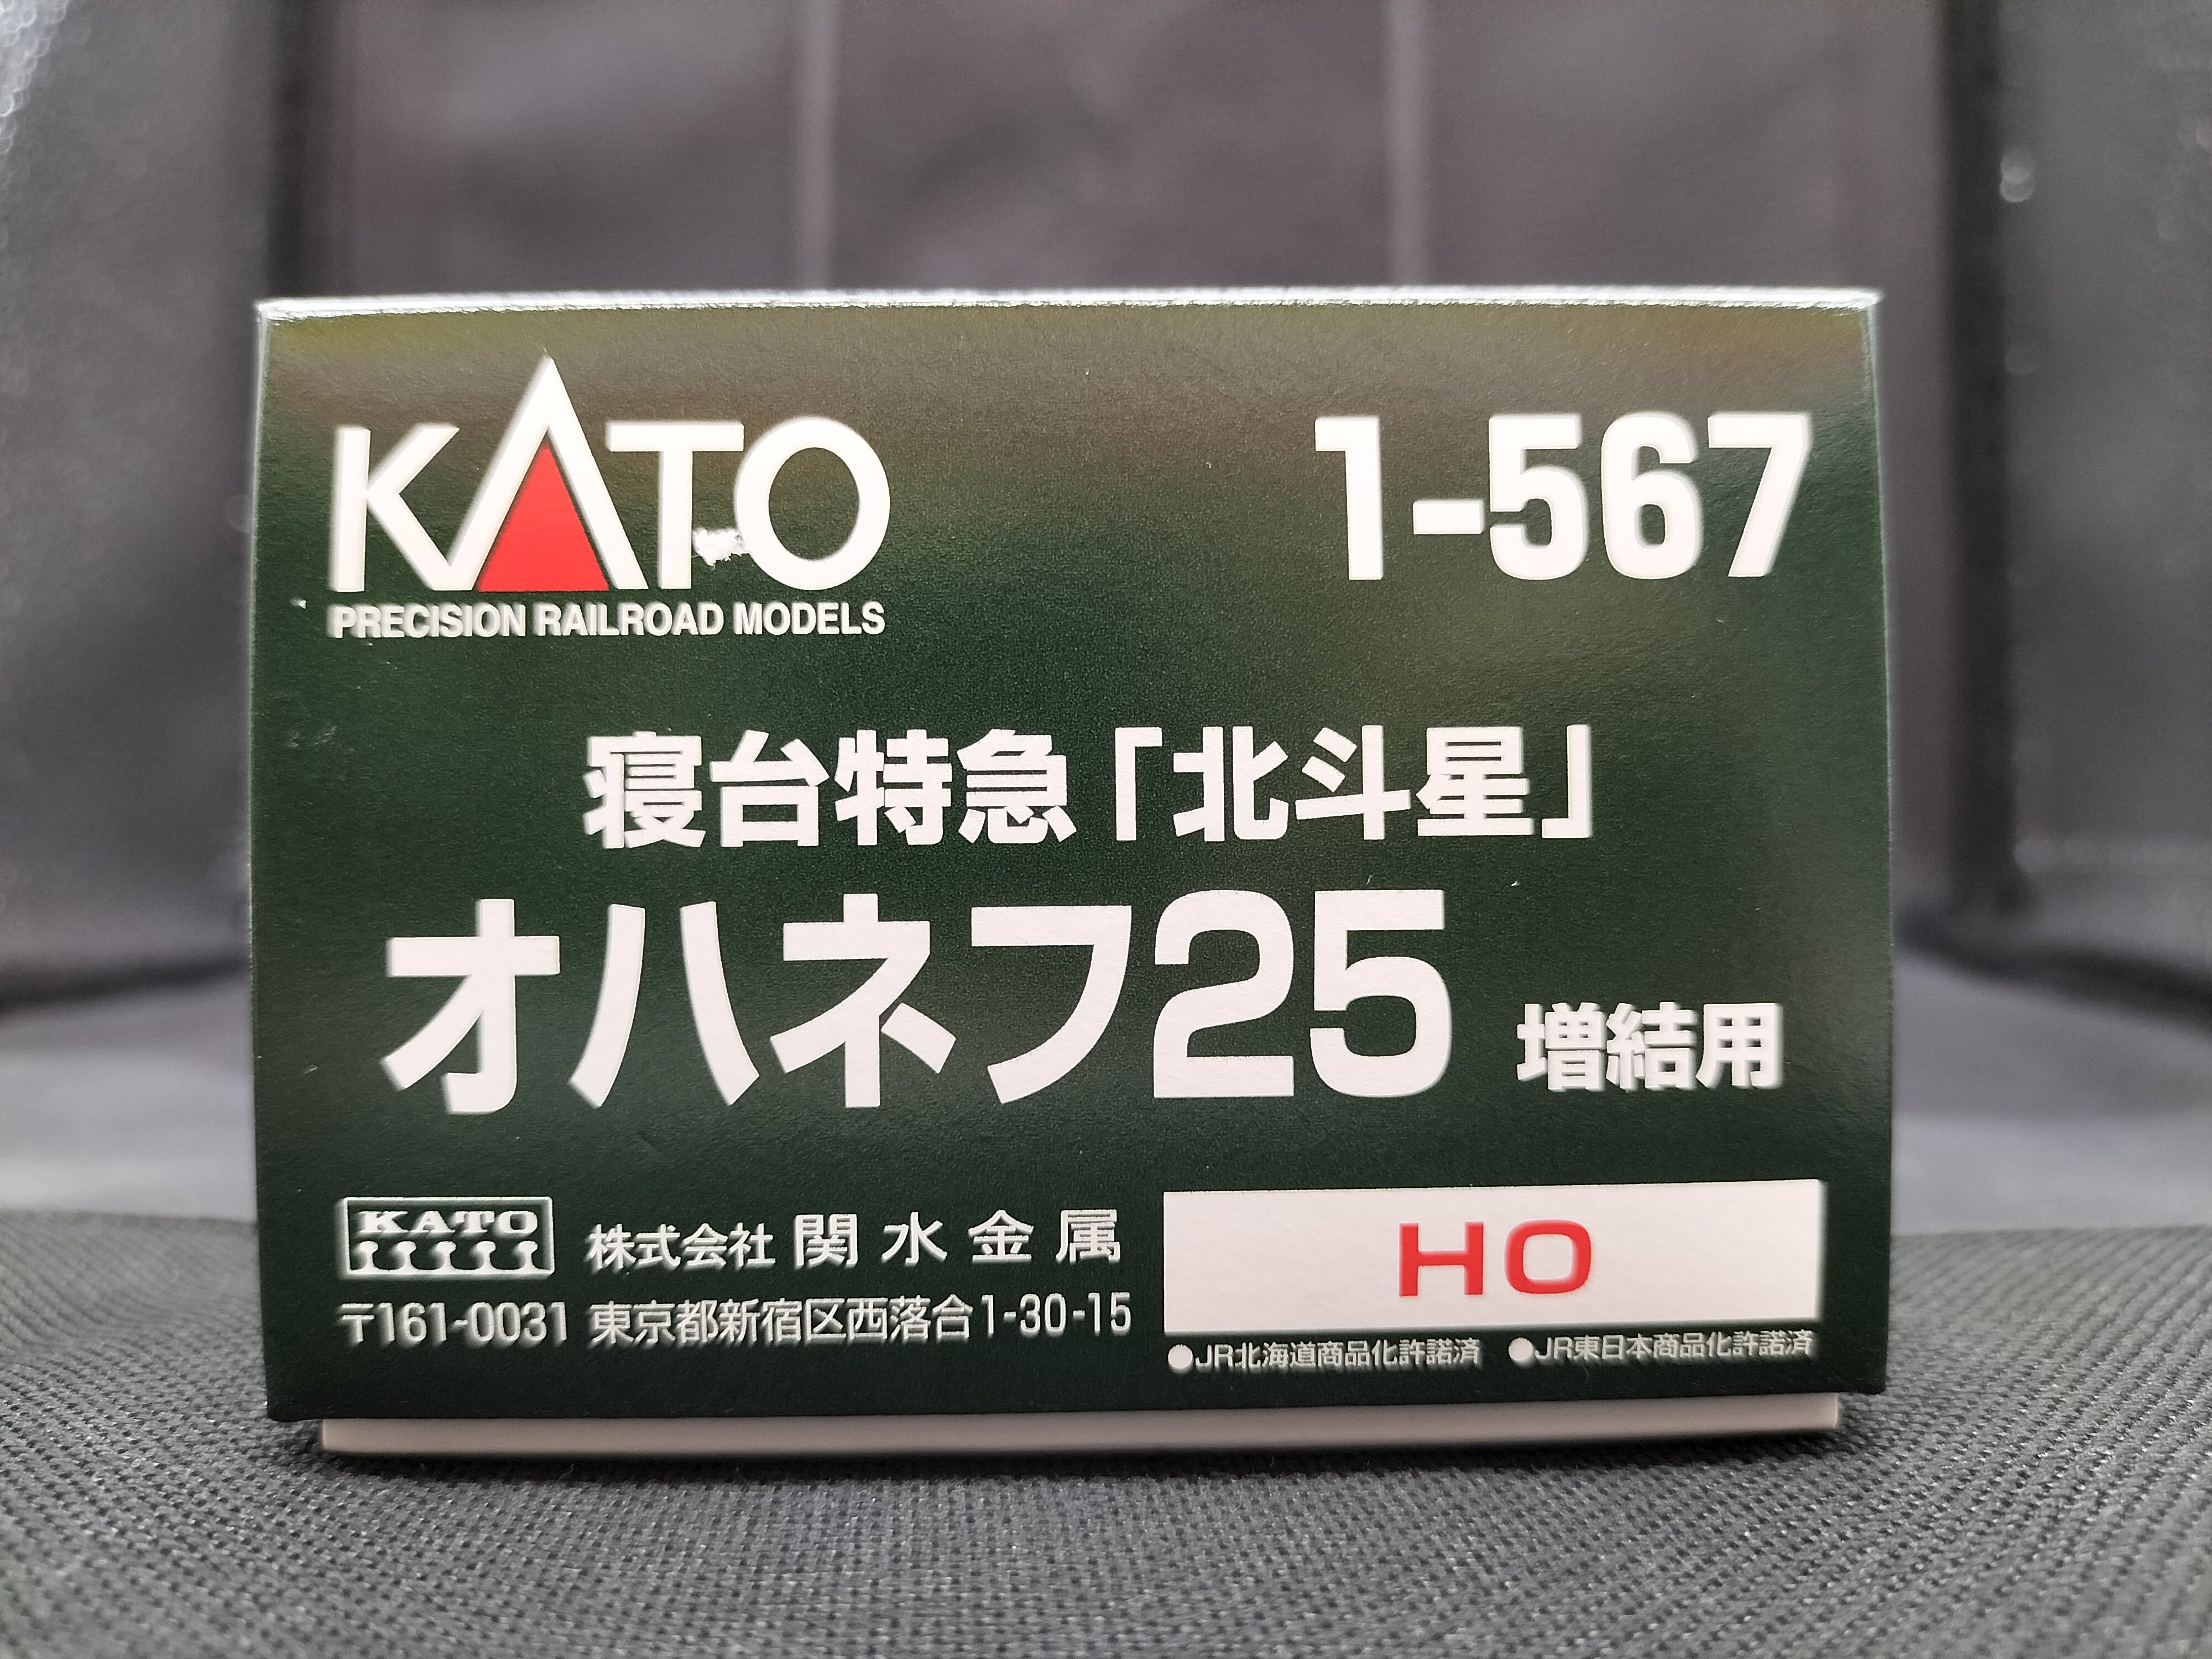 KATO 1-567
PRECISION RAILROAD MODELS
寝台特急「北斗星」
オハネフ25 増結用
KATO 株式会社 関水金属
〒161-0031 東京都新宿区西落合1-30-15
HO
●JR北海道商品化許諾済 ●JR東日本商品化許諾済